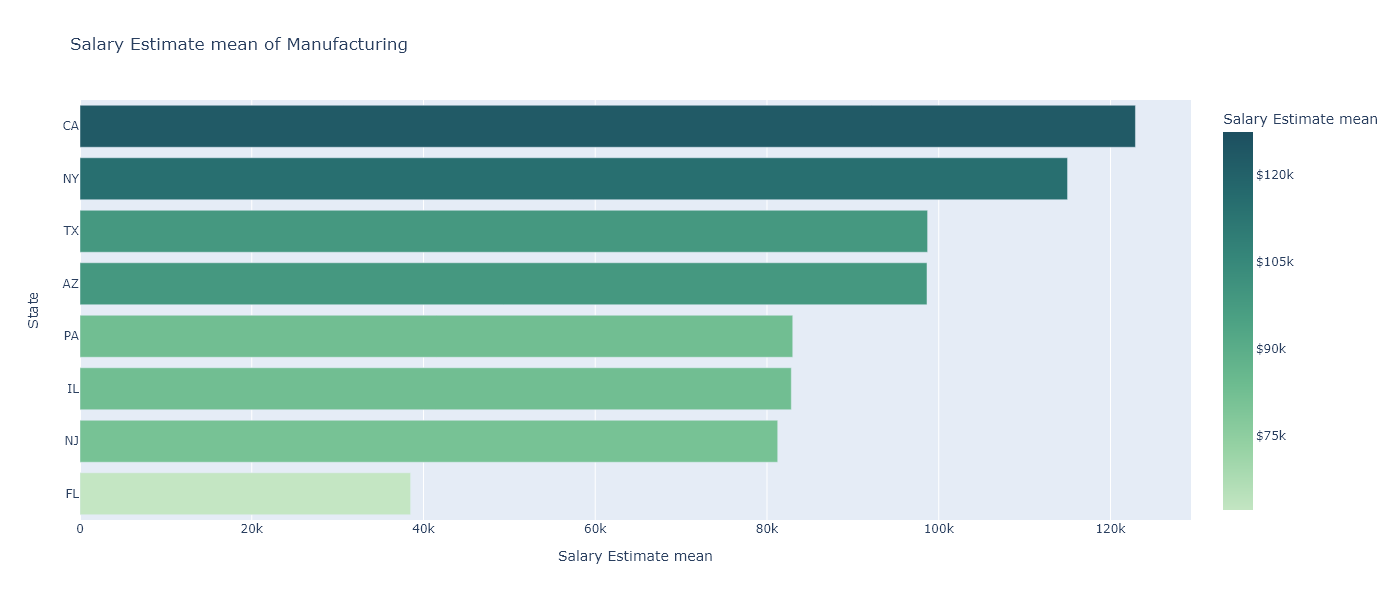 Salary Estimate mean of Manufacturing
Salary Estimate mean
CA
NY
TX
AZ
PA
IL
NJ
FL
State
0 20k 40k 60k 80k 100k 120k
Salary Estimate mean
$120k
$105k
$90k
$75k